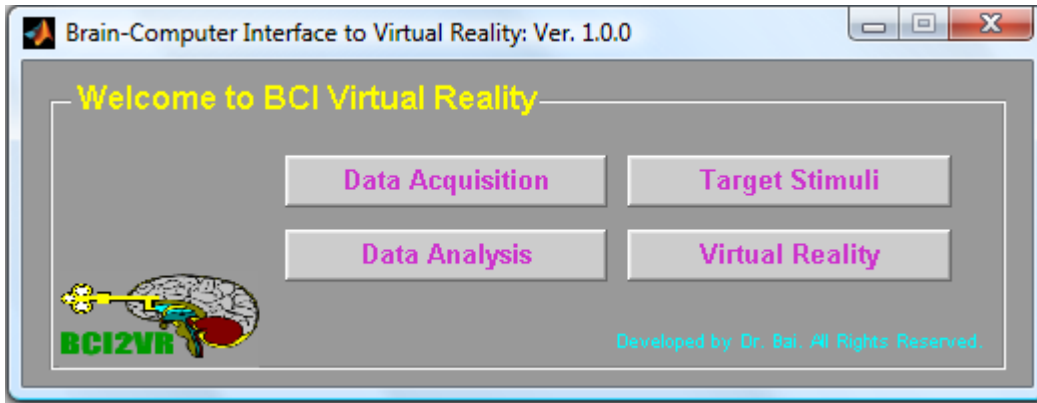 Brain-Computer Interface to Virtual Reality: Ver. 1.0.0
Welcome to BCI Virtual Reality
Data Acquisition
Target Stimuli
Data Analysis
Virtual Reality
BCI2VR
Developed by Dr. Bai. All Rights Reserved.